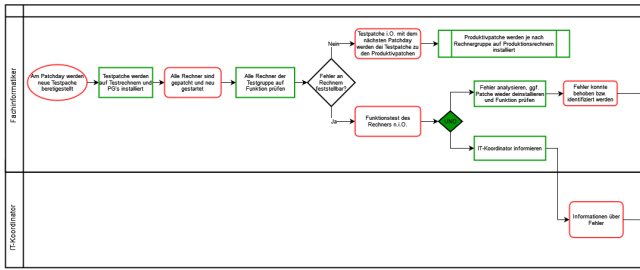 Fachinformatiker
Am Patchday werden
neue Testpache
bereitgestellt
Testpatche werden
auf Testrechnern und
PG's installiert
Alle Rechner sind
gepatcht und neu
gestartet
Alle Rechner der
Testgruppe auf
Funktion prüfen
Fehler an
Rechnern
feststellbar?
Nein
Testpatche i.O. mit dem
nächsten Patchday
werden die Testpatche zu
den Produktivpatchen
Produktivpatche werden je nach
Rechnergruppe auf Produktionsrechnern
installiert
Ja
Funktionstest des
Rechners n.i.O.
UND
Fehler analysieren, ggf.
Patche wieder deinstallieren
und Funktion prüfen
Fehler konnte
behoben bzw.
identifiziert werden
IT-Koordinator informieren
IT-Koordinator
Informationen über
Fehler